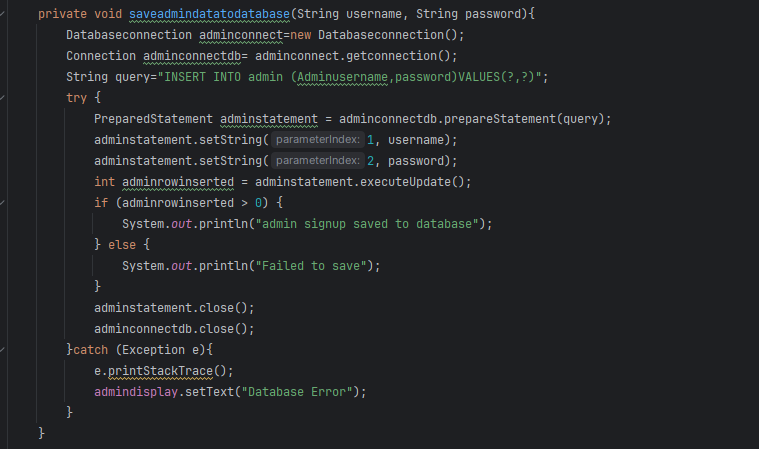 private void saveadmindatatodatabase(String username, String password){
Databaseconnection adminconnect=new Databaseconnection();
Connection adminconnectdb= adminconnect.getconnection();
String query="INSERT INTO admin (Adminusername,password)VALUES(?,?)";
try {
PreparedStatement adminstatement = adminconnectdb.prepareStatement(query);
adminstatement.setString( parameterIndex: 1, username);
adminstatement.setString( parameterIndex: 2, password);
int adminrowinserted = adminstatement.executeUpdate();
if (adminrowinserted > 0) {
System.out.println("admin signup saved to database");
} else {
System.out.println("Failed to save");
}
adminstatement.close();
adminconnectdb.close();
}catch (Exception e){
e.printStackTrace();
admindisplay.setText("Database Error");
}
}